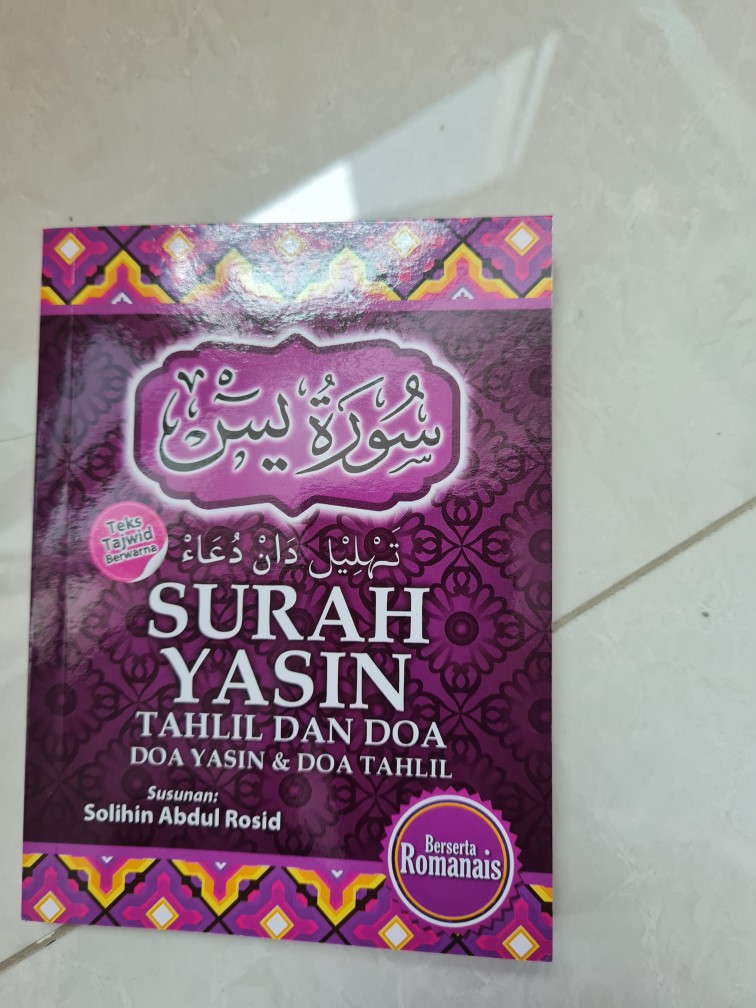 سُورَةُ يٰسٓ
Teks
Tajwid
Berwarna
تَهْلِيْل دَانْ دُعَاءْ
SURAH
YASIN
TAHLIL DAN DOA
DOA YASIN & DOA TAHLIL
Susunan:
Solihin Abdul Rosid
Berserta
Romanais